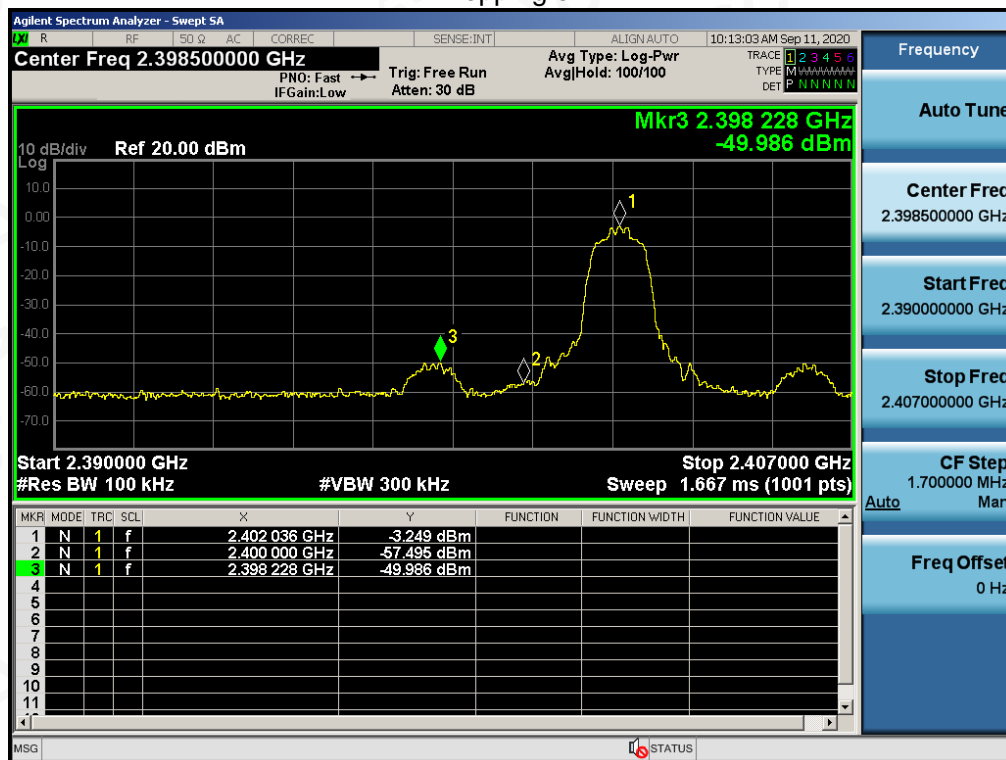 Agilent Spectrum Analyzer - Swept SA
LXI R RF 50 Ω AC CORREC SENSE:INT ALIGN AUTO 10:13:03 AM Sep 11, 2020
Center Freq 2.398500000 GHz
PNO: Fast
IFGain:Low
Trig: Free Run
Atten: 30 dB
Avg Type: Log-Pwr
Avg|Hold: 100/100
TRACE 1 2 3 4 5 6
TYPE M W W W W W
DET P N N N N N
Mkr3 2.398 228 GHz
-49.986 dBm
10 dB/div Ref 20.00 dBm
Log
10.0
0.00
-10.0
-20.0
-30.0
-40.0
-50.0
-60.0
-70.0
1
2
3
Start 2.390000 GHz Stop 2.407000 GHz
#Res BW 100 kHz #VBW 300 kHz Sweep 1.667 ms (1001 pts)
MKR MODE TRC SCL X Y FUNCTION FUNCTION WIDTH FUNCTION VALUE
1 N 1 f 2.402 036 GHz -3.249 dBm
2 N 1 f 2.400 000 GHz -57.495 dBm
3 N 1 f 2.398 228 GHz -49.986 dBm
4
5
6
7
8
9
10
11
MSG STATUS
Frequency
Auto Tune
Center Freq
2.398500000 GHz
Start Freq
2.390000000 GHz
Stop Freq
2.407000000 GHz
CF Step
1.700000 MHz
Auto Man
Freq Offset
0 Hz